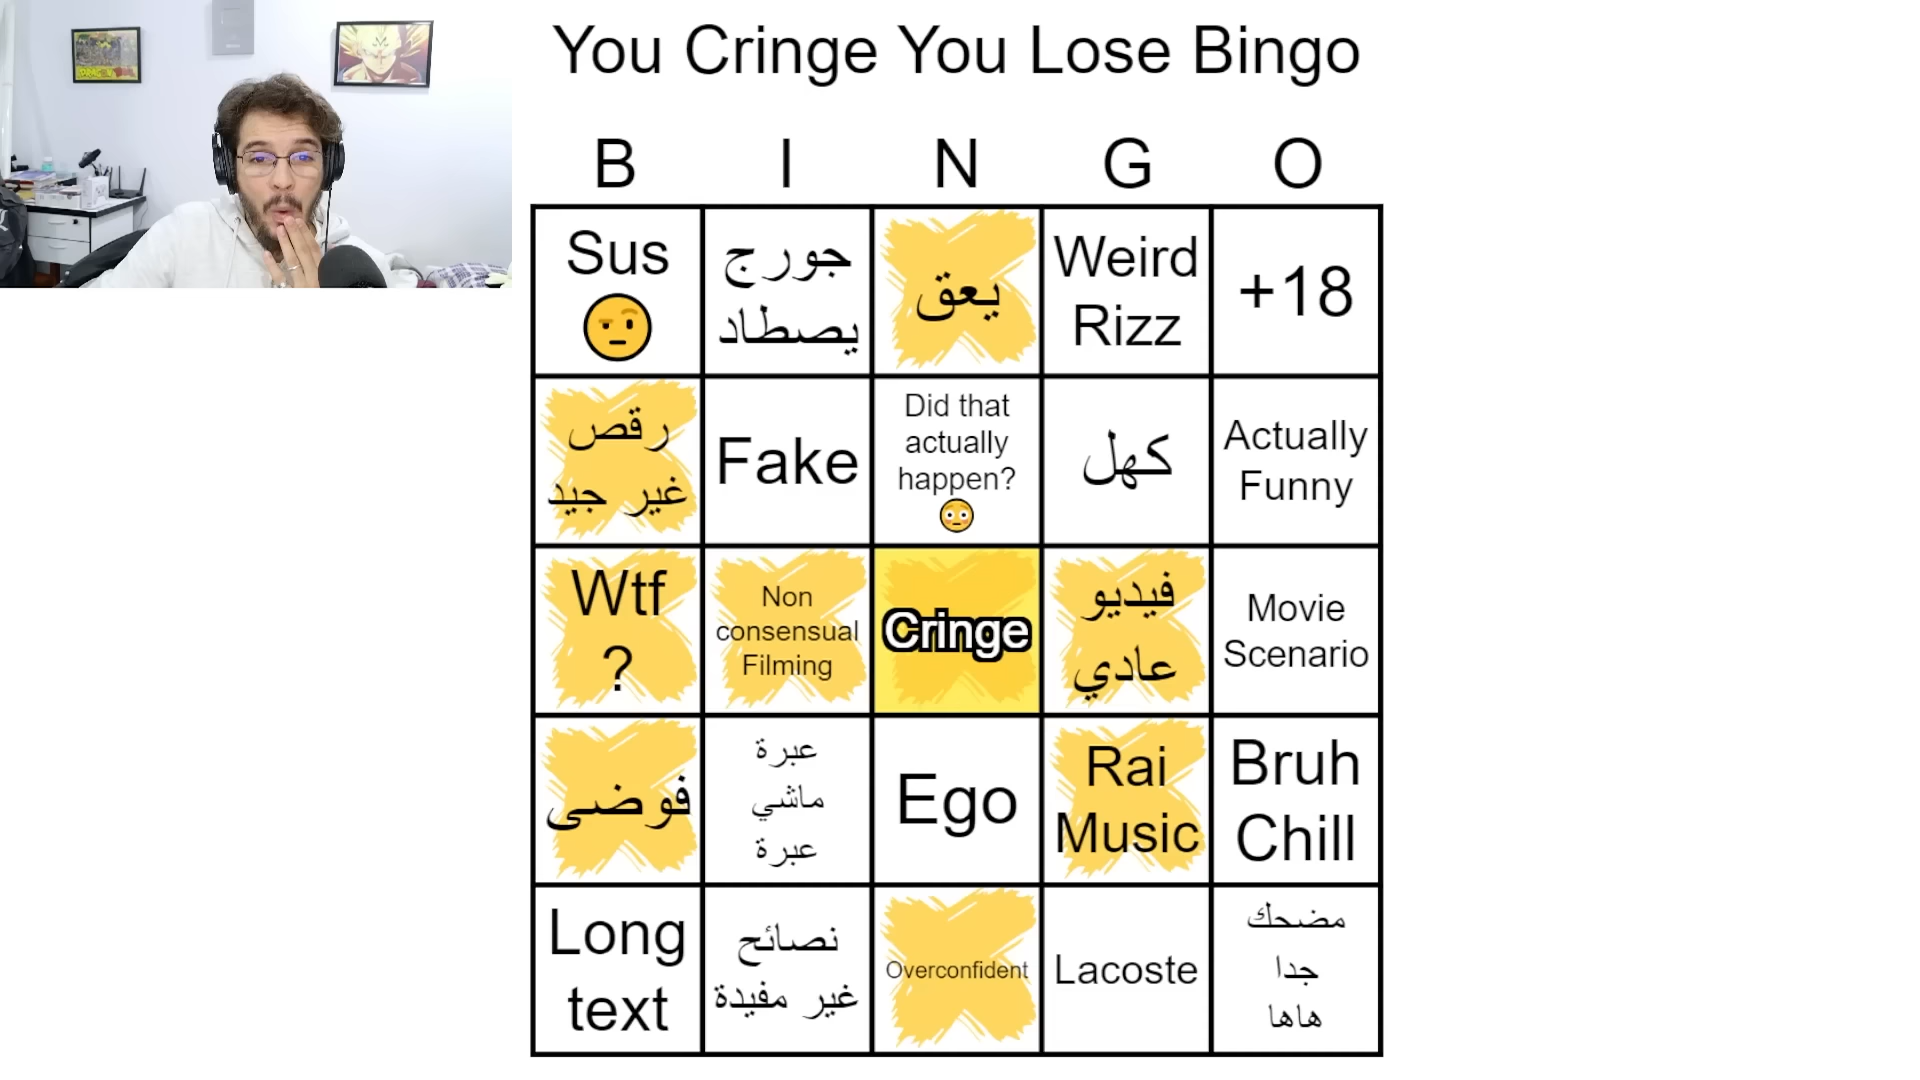 You Cringe You Lose Bingo
B I N G O
Sus
جورج
يصطاد
يعق
Weird
Rizz
+18
رقص
غير جيد
Fake
Did that
actually
happen?
كهل
Actually
Funny
Wtf
?
Non
consensual
Filming
Cringe
فيديو
عادي
Movie
Scenario
فوضى
عبرة
ماشي
عبرة
Ego
Rai
Music
Bruh
Chill
Long
text
نصائح
غير مفيدة
Overconfident
Lacoste
مضحك
جدا
هاها